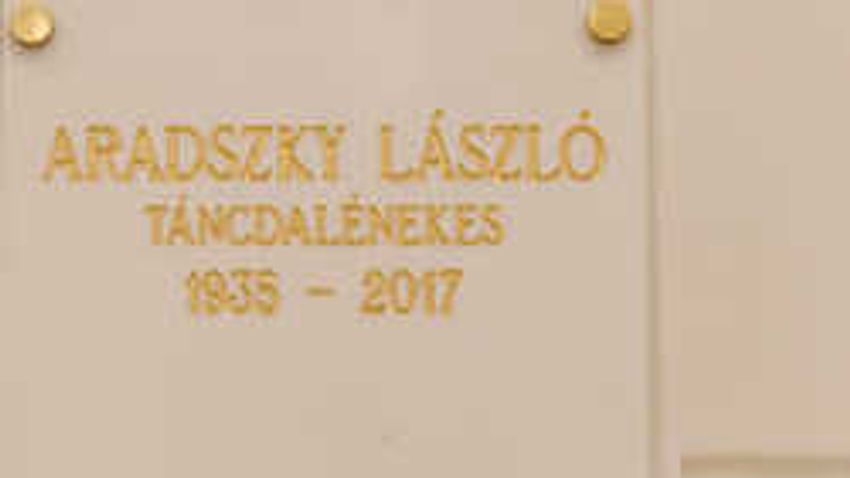 ARADSZKY LÁSZLÓ
TÁNCDALÉNEKES
1935 - 2017